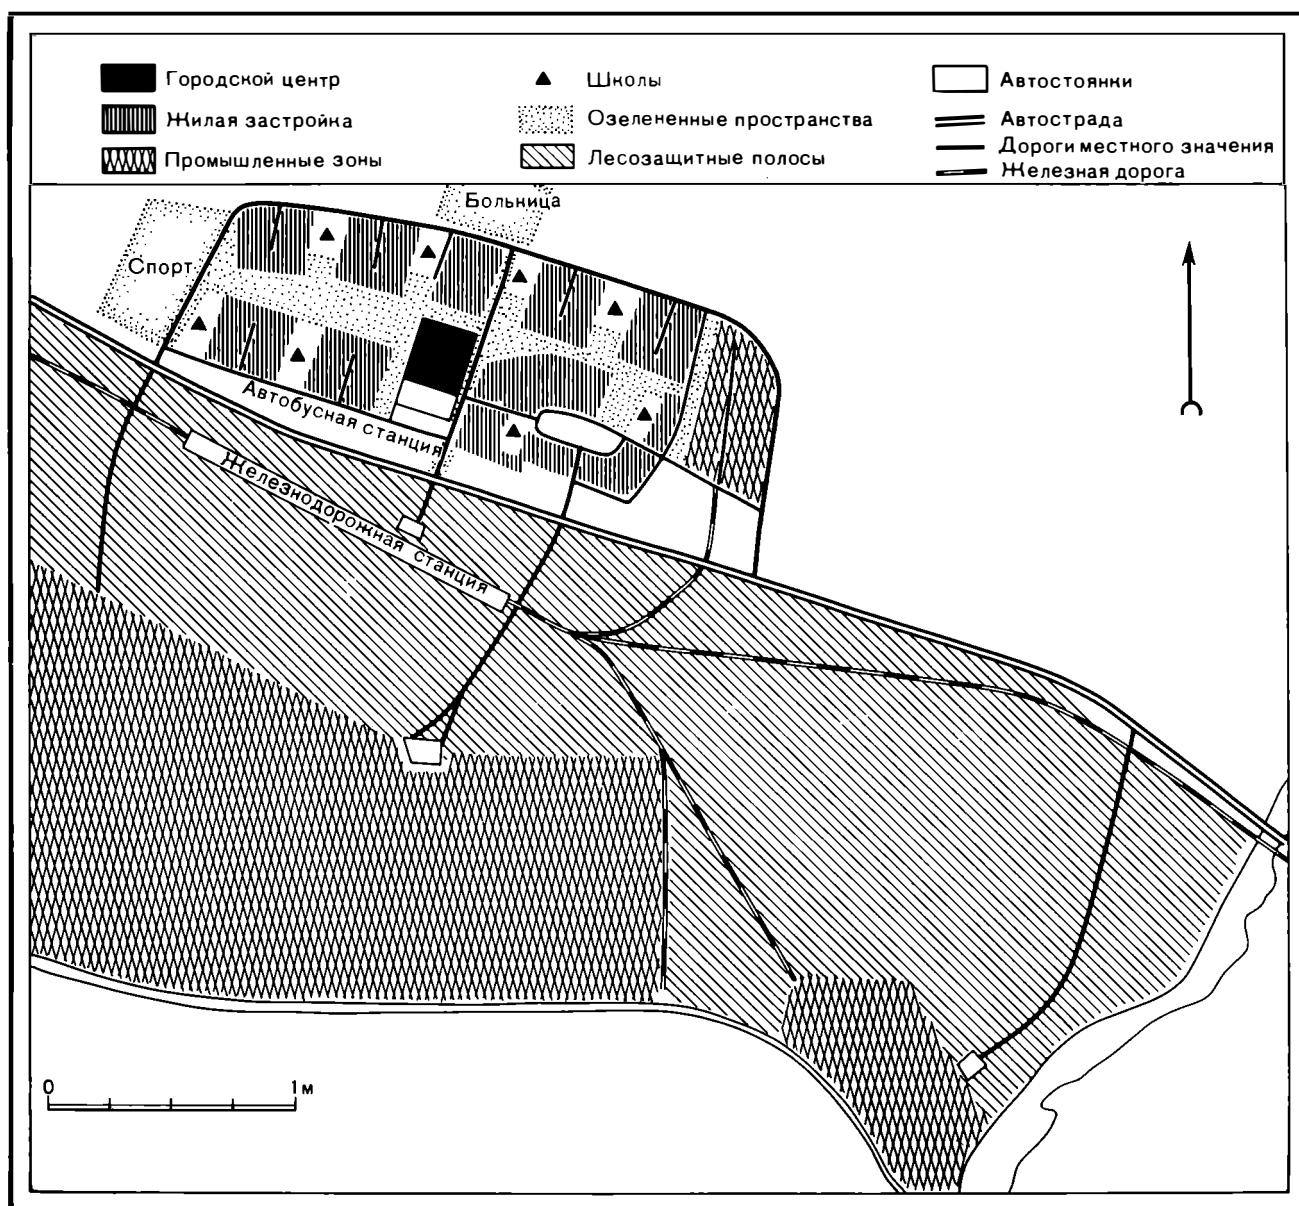 Городской центр
Жилая застройка
Промышленные зоны
Школы
Озелененные пространства
Лесозащитные полосы
Автостоянки
Автострада
Дороги местного значения
Железная дорога
Больница
Спорт
Автобусная станция
Железнодорожная станция
0 1м